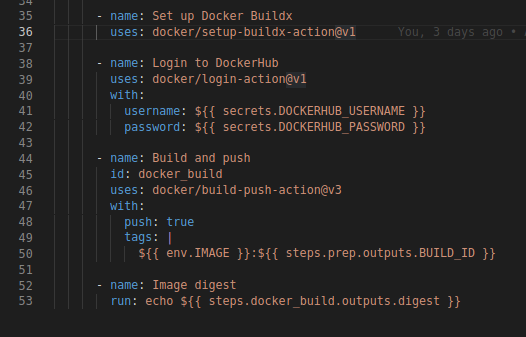 35 - name: Set up Docker Buildx
36 uses: docker/setup-buildx-action@v1 You, 3 days ago •
37
38 - name: Login to DockerHub
39 uses: docker/login-action@v1
40 with:
41 username: ${{ secrets.DOCKERHUB_USERNAME }}
42 password: ${{ secrets.DOCKERHUB_PASSWORD }}
43
44 - name: Build and push
45 id: docker_build
46 uses: docker/build-push-action@v3
47 with:
48 push: true
49 tags: |
50 ${{ env.IMAGE }}:${{ steps.prep.outputs.BUILD_ID }}
51
52 - name: Image digest
53 run: echo ${{ steps.docker_build.outputs.digest }}